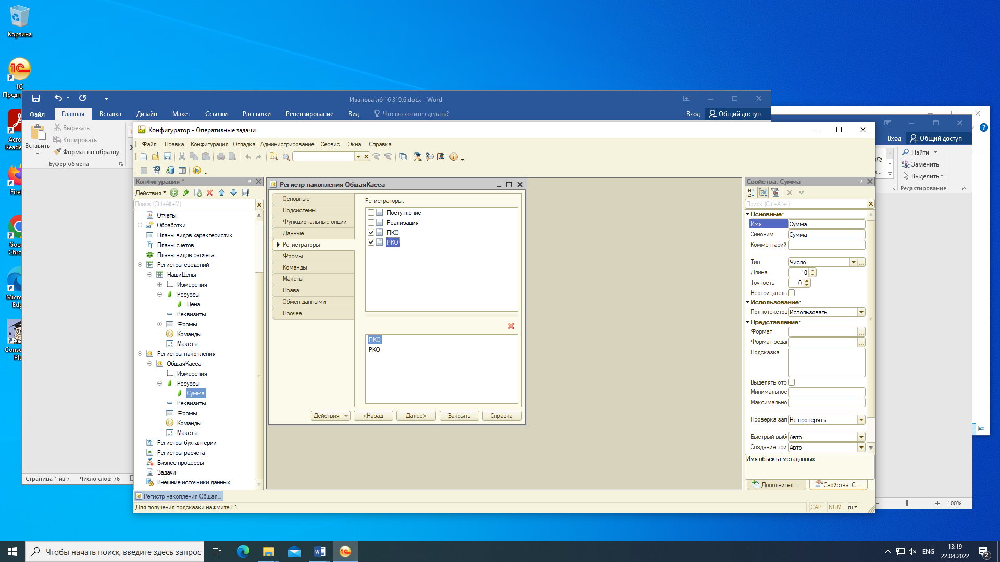 Корзина
1С
Предп
Acro
Reade
Firef
Goo
Chro
Micro
Edg
Consu
Plu
Иванова лб 16 319.6.docx - Word
Файл Главная Вставка Дизайн Макет Ссылки Рассылки Рецензирование Вид Что вы хотите сделать? Вход Общий доступ
Вставить
Вырезать
Копировать
Формат по образцу
Буфер обмена
Страница 1 из 7 Число слов: 76
Вход Общий доступ
Найти
Заменить
Выделить
Редактирование
100%
Конфигуратор - Оперативные задачи
Файл Правка Конфигурация Отладка Администрирование Сервис Окна Справка
Конфигурация *
Действия
Поиск (Ctrl+Alt+M)
Отчеты
Обработки
Планы видов характеристик
Планы счетов
Планы видов расчета
Регистры сведений
НашиЦены
Измерения
Ресурсы
Цена
Реквизиты
Формы
Команды
Макеты
Регистры накопления
ОбщаяКасса
Измерения
Ресурсы
Сумма
Реквизиты
Формы
Команды
Макеты
Регистры бухгалтерии
Регистры расчета
Бизнес-процессы
Задачи
Внешние источники данных
Регистр накопления ОбщаяКасса
Основные
Подсистемы
Функциональные опции
Данные
Регистраторы
Формы
Команды
Макеты
Права
Обмен данными
Прочее
Регистраторы:
Поступление
Реализация
ПКО
РКО
ПКО
РКО
Действия <Назад Далее> Закрыть Справка
Свойства: Сумма
Поиск (Ctrl+Alt+I)
Основные:
Имя Сумма
Синоним Сумма
Комментарий
Тип Число
Длина 10
Точность 0
Неотрицатель
Использование:
Полнотекстов Использовать
Представление:
Формат
Формат реда
Подсказка
Выделять отр
Минимальное
Максимально
Проверка зап Не проверять
Быстрый выб Авто
Создание при Авто
Имя объекта метаданных
Дополнител... Свойства: С...
Регистр накопления Общая...
Для получения подсказки нажмите F1
CAP NUM ru
Чтобы начать поиск, введите здесь запрос
ENG
13:19
22.04.2022
2